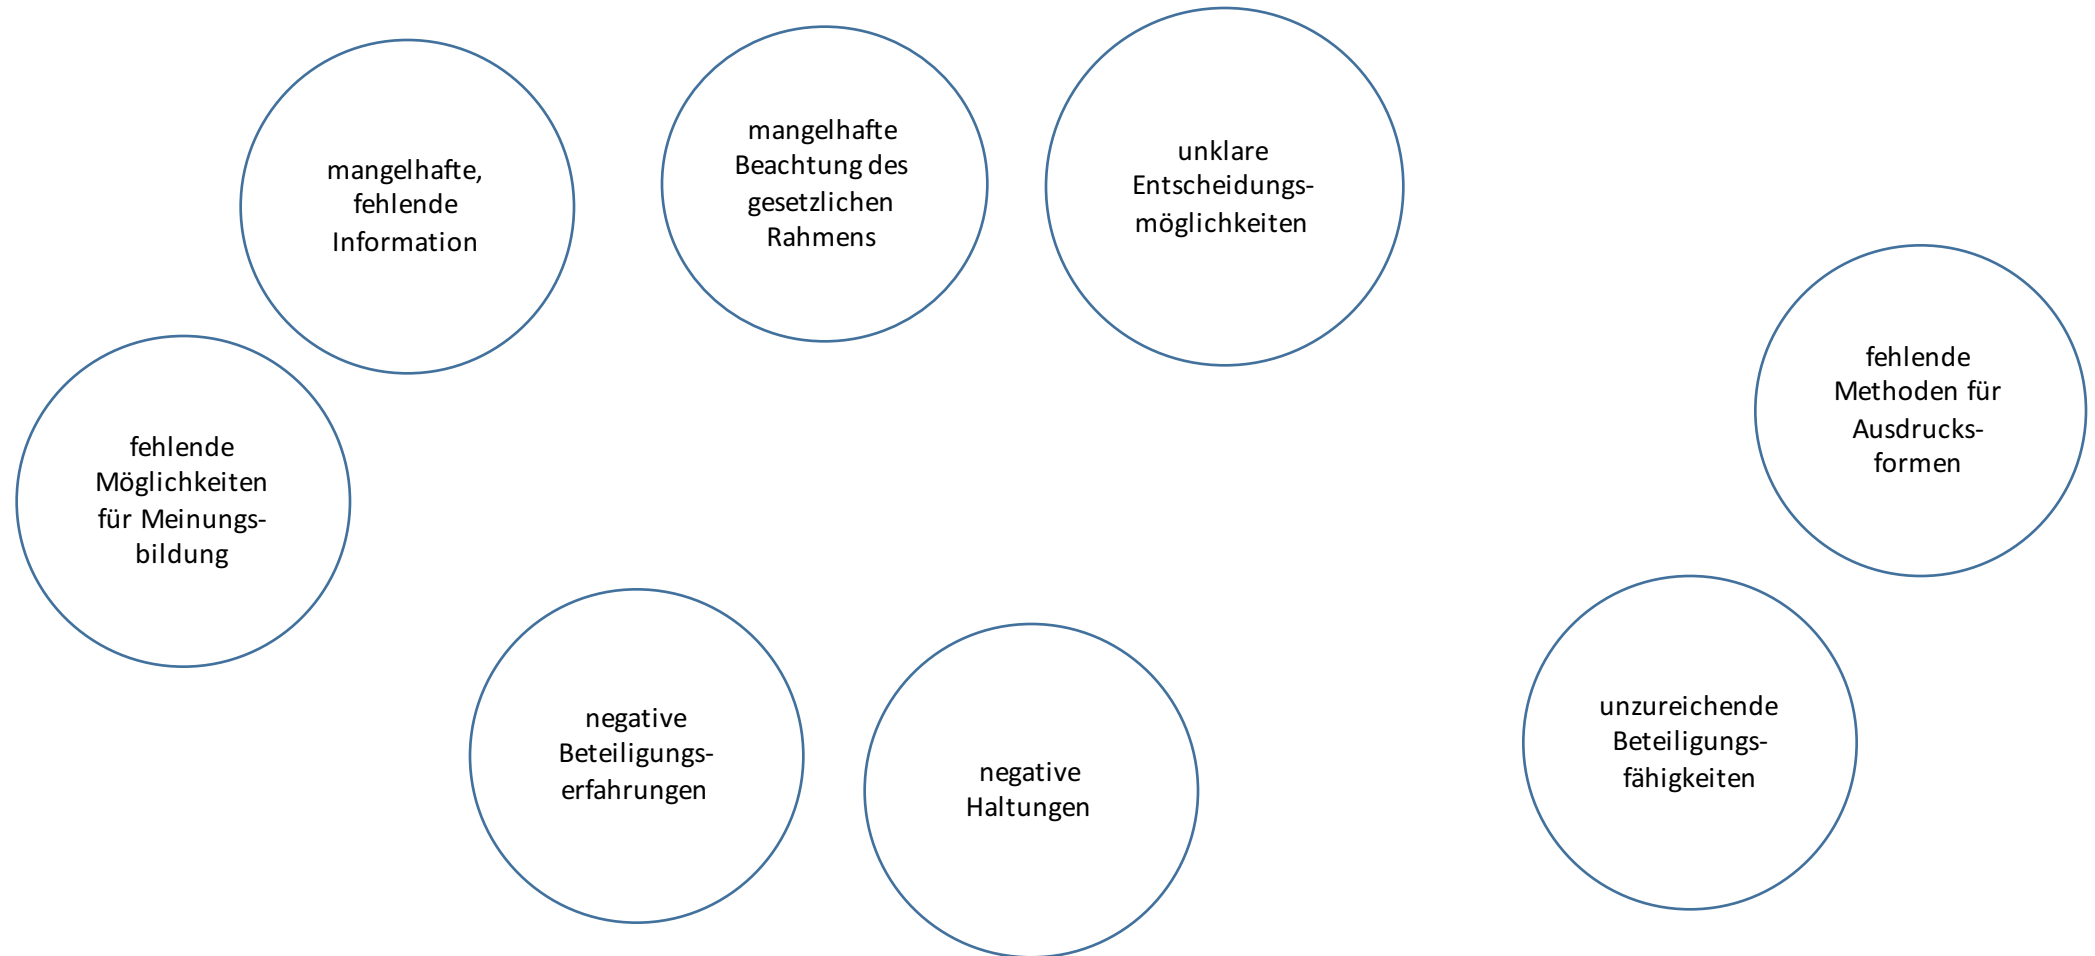 mangelhafte,
fehlende
Information
mangelhafte
Beachtung des
gesetzlichen
Rahmens
unklare
Entscheidungs-
möglichkeiten
fehlende
Methoden für
Ausdrucks-
formen
fehlende
Möglichkeiten
für Meinungs-
bildung
negative
Beteiligungs-
erfahrungen
negative
Haltungen
unzureichende
Beteiligungs-
fähigkeiten